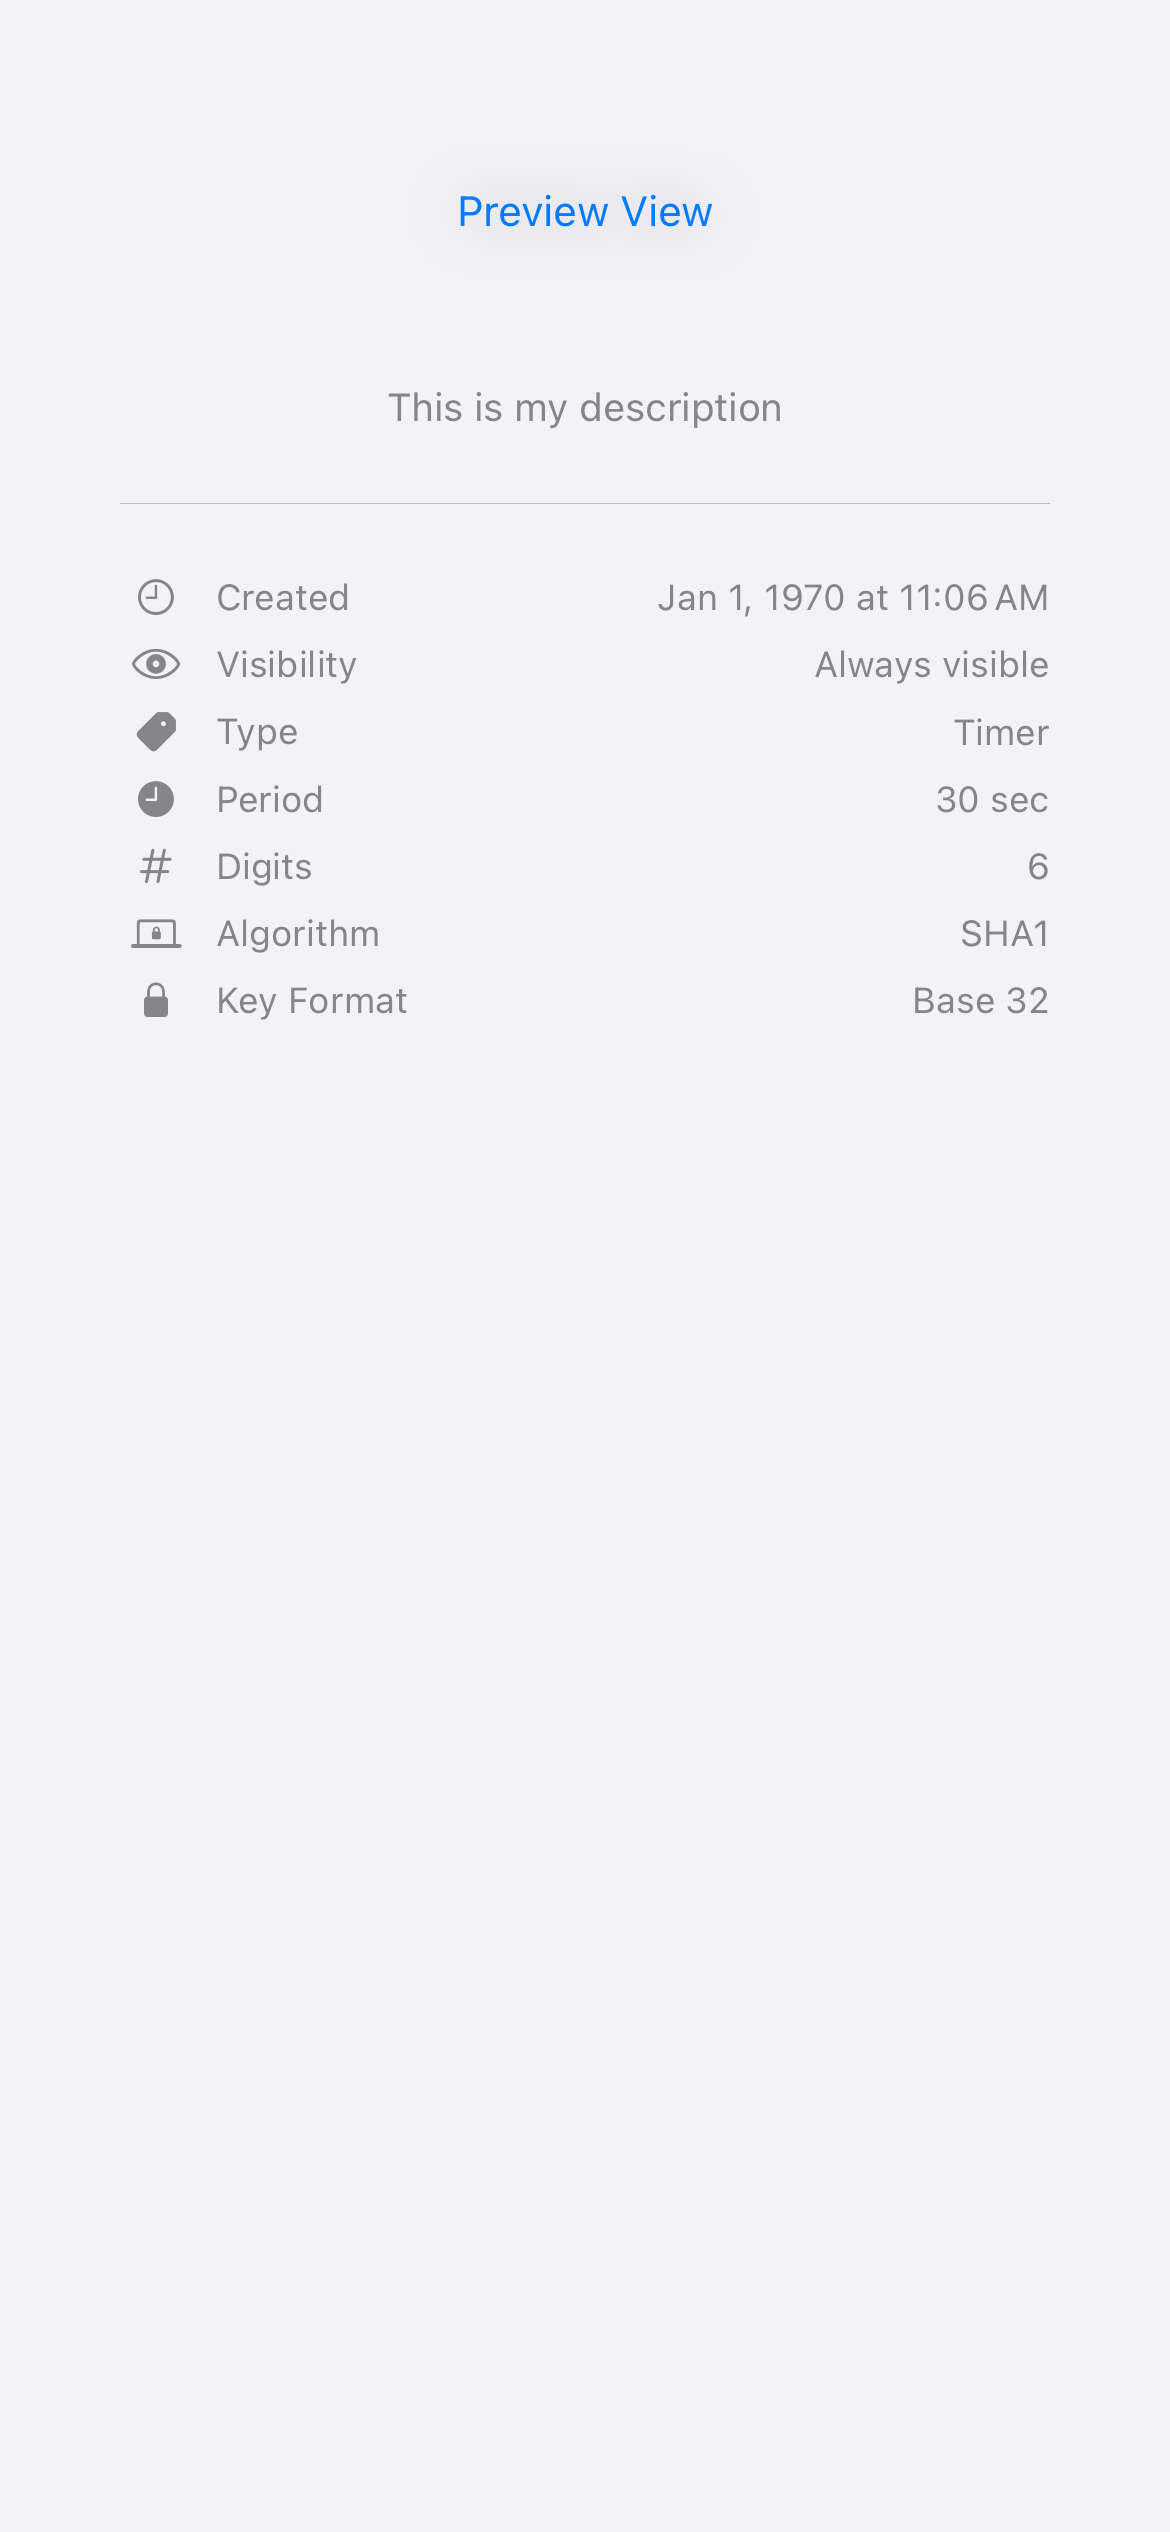 Preview View
This is my description
Created Jan 1, 1970 at 11:06 AM
Visibility Always visible
Type Timer
Period 30 sec
Digits 6
Algorithm SHA1
Key Format Base 32